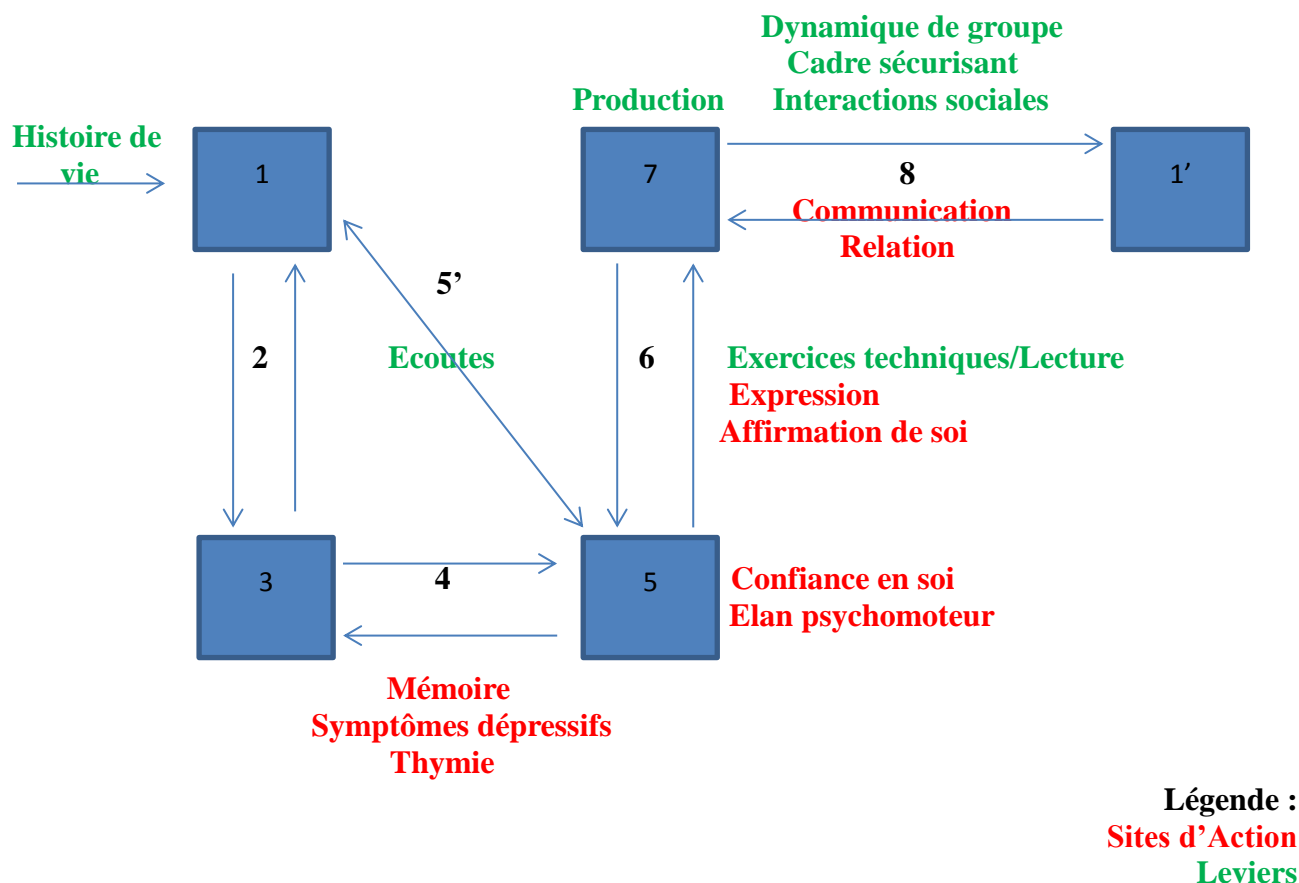 Dynamique de groupe
Cadre sécurisant
Production
Interactions sociales
Histoire de
vie
1
7
8
1’
Communication
Relation
5’
2
Ecoutes
6
Exercices techniques/Lecture
Expression
Affirmation de soi
3
4
5
Confiance en soi
Elan psychomoteur
Mémoire
Symptômes dépressifs
Thymie
Légende :
Sites d’Action
Leviers